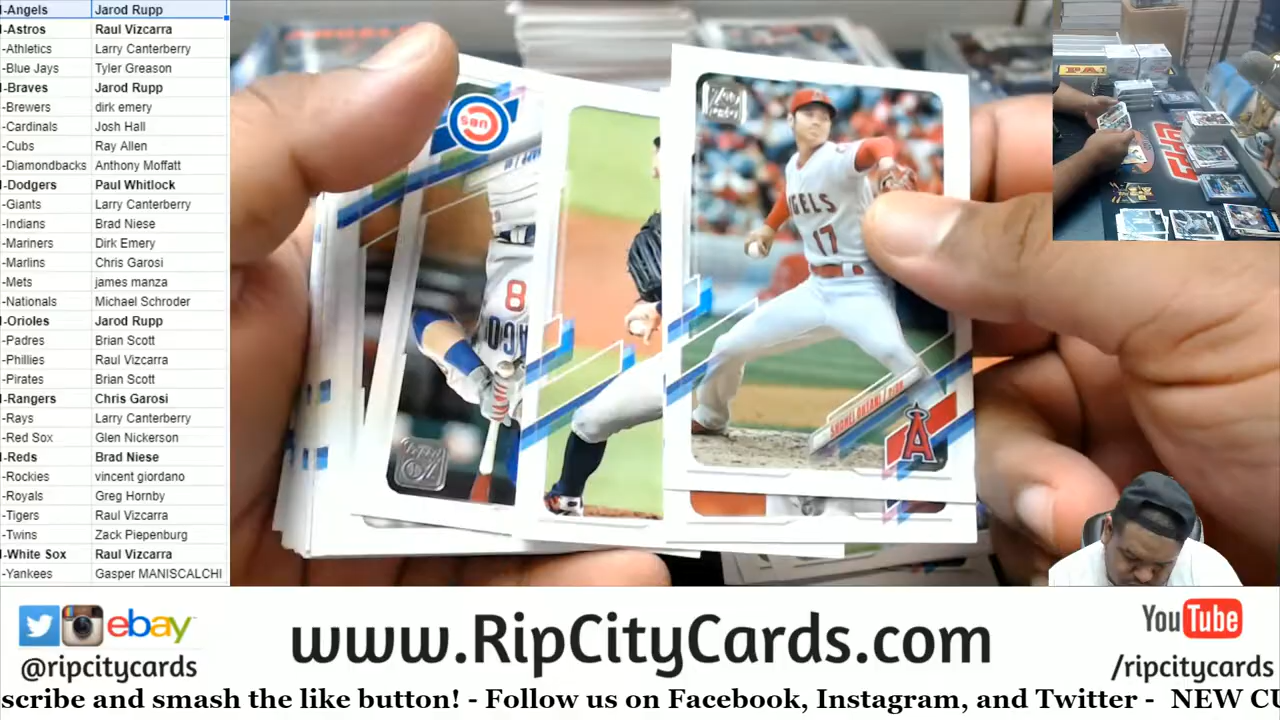 -Angels Jarod Rupp
-Astros Raul Vizcarra
-Athletics Larry Canterberry
-Blue Jays Tyler Greason
-Braves Jarod Rupp
-Brewers dirk emery
-Cardinals Josh Hall
-Cubs Ray Allen
-Diamondbacks Anthony Moffatt
-Dodgers Paul Whitlock
-Giants Larry Canterberry
-Indians Brad Niese
-Mariners Dirk Emery
-Marlins Chris Garosi
-Mets james manza
-Nationals Michael Schroder
-Orioles Jarod Rupp
-Padres Brian Scott
-Phillies Raul Vizcarra
-Pirates Brian Scott
-Rangers Chris Garosi
-Rays Larry Canterberry
-Red Sox Glen Nickerson
-Reds Brad Niese
-Rockies vincent giordano
-Royals Greg Hornby
-Tigers Raul Vizcarra
-Twins Zack Piepenburg
-White Sox Raul Vizcarra
-Yankees Gasper MANISCALCHI
CUBS
8
ANGELS
17
SHOHEI OHTANI
A
ebay
@ripcitycards
www.RipCityCards.com
YouTube
/ripcitycards
scribe and smash the like button! - Follow us on Facebook, Instagram, and Twitter - NEW CU